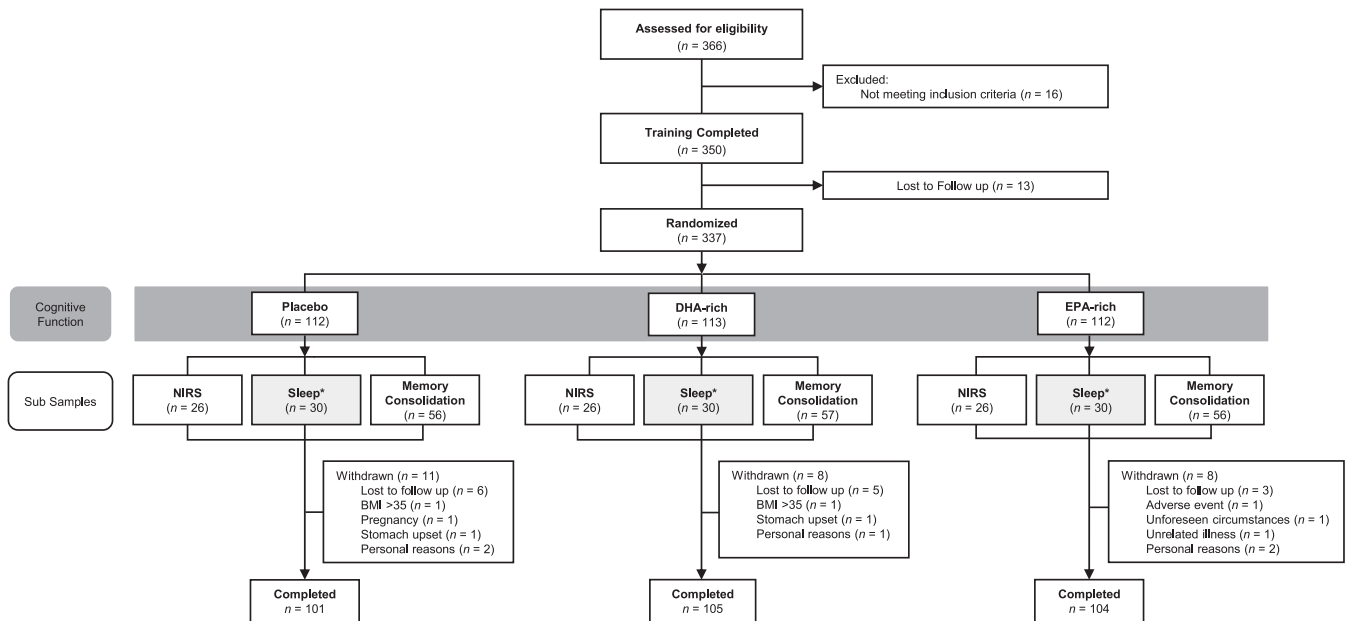 Assessed for eligibility
(n = 366)
Excluded:
Not meeting inclusion criteria (n = 16)
Training Completed
(n = 350)
Lost to Follow up (n = 13)
Randomized
(n = 337)
Cognitive
Function
Placebo
(n = 112)
DHA-rich
(n = 113)
EPA-rich
(n = 112)
Sub Samples
NIRS
(n = 26)
Sleep*
(n = 30)
Memory
Consolidation
(n = 56)
NIRS
(n = 26)
Sleep*
(n = 30)
Memory
Consolidation
(n = 57)
NIRS
(n = 26)
Sleep*
(n = 30)
Memory
Consolidation
(n = 56)
Withdrawn (n = 11)
Lost to follow up (n = 6)
BMI >35 (n = 1)
Pregnancy (n = 1)
Stomach upset (n = 1)
Personal reasons (n = 2)
Withdrawn (n = 8)
Lost to follow up (n = 5)
BMI >35 (n = 1)
Stomach upset (n = 1)
Personal reasons (n = 1)
Withdrawn (n = 8)
Lost to follow up (n = 3)
Adverse event (n = 1)
Unforeseen circumstances (n = 1)
Unrelated illness (n = 1)
Personal reasons (n = 2)
Completed
n = 101
Completed
n = 105
Completed
n = 104